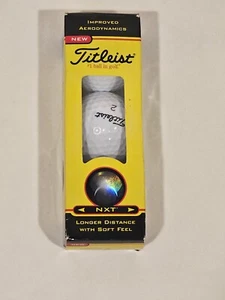 IMPROVED
AERODYNAMICS
NEW
Titleist
#1 ball in golf.
Titleist
2
NXT
LONGER DISTANCE
WITH SOFT FEEL